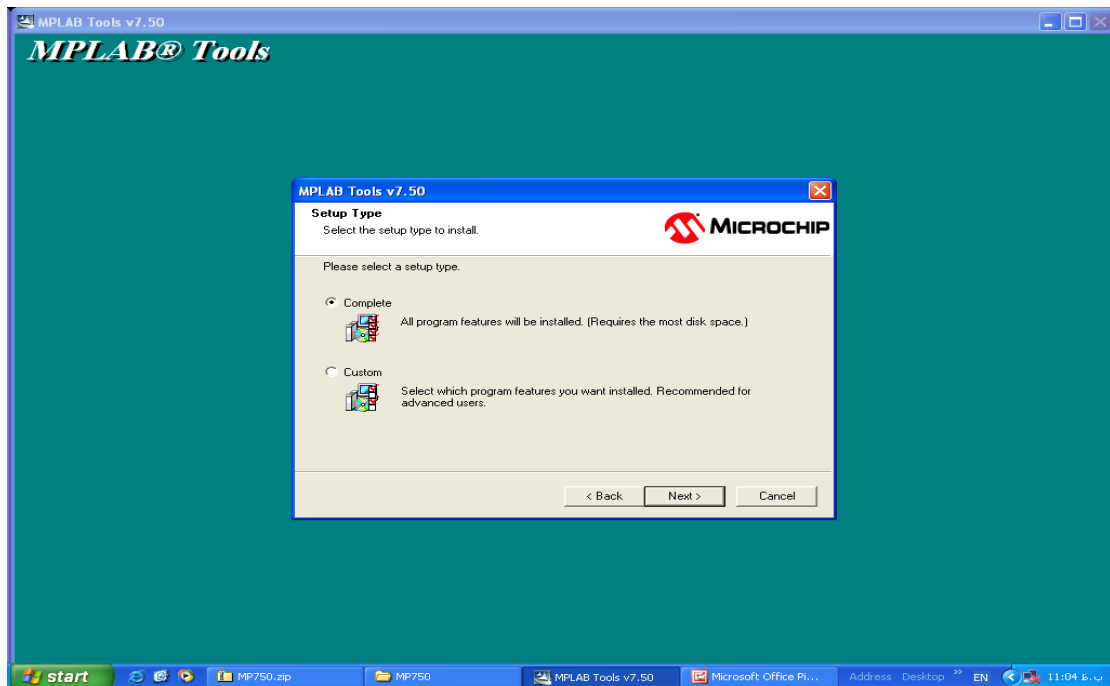 MPLAB Tools v7.50
MPLAB® Tools
MPLAB Tools v7.50
Setup Type
Select the setup type to install.
MICROCHIP
Please select a setup type.
Complete
All program features will be installed. (Requires the most disk space.)
Custom
Select which program features you want installed. Recommended for
advanced users.
< Back
Next >
Cancel
start
MP750.zip
MP750
MPLAB Tools v7.50
Microsoft Office Pi...
Address
Desktop
»
EN
11:04